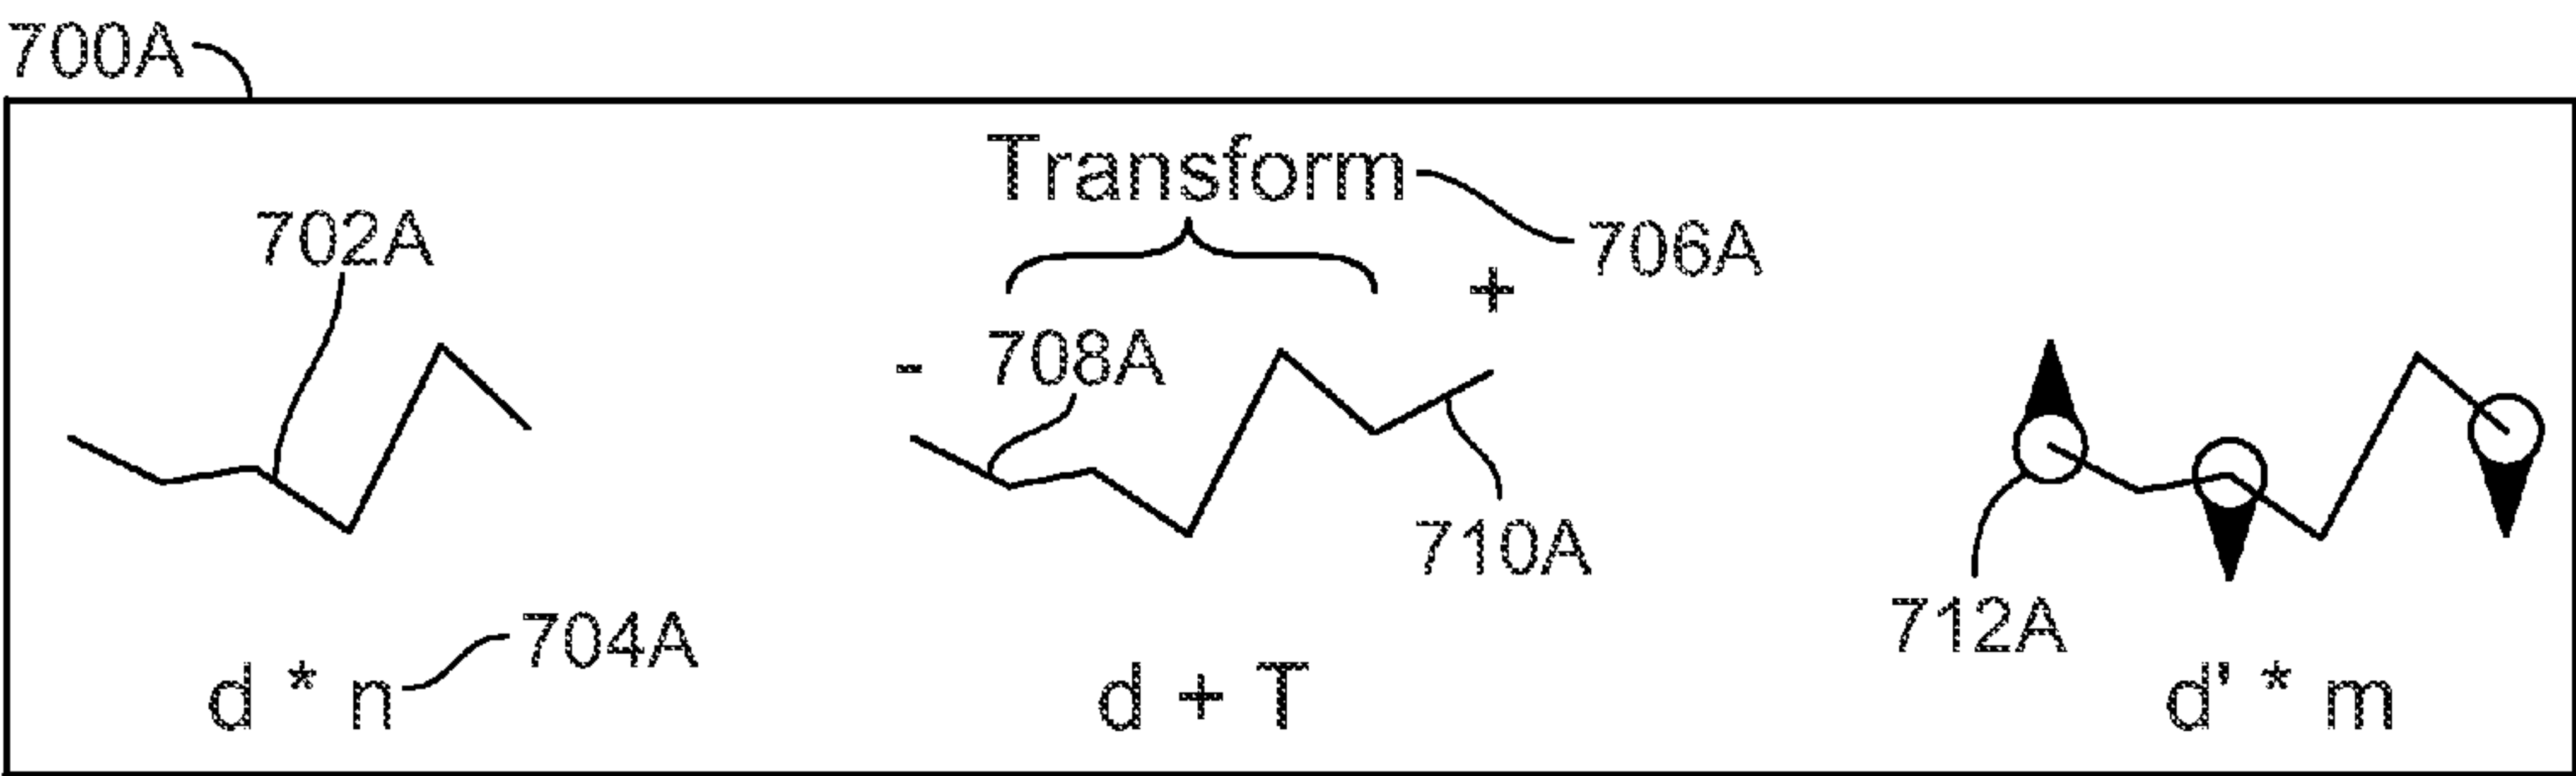 700A
Transform
702A
706A
+
- 708A
710A
712A
704A
d * n
d + T
d' * m